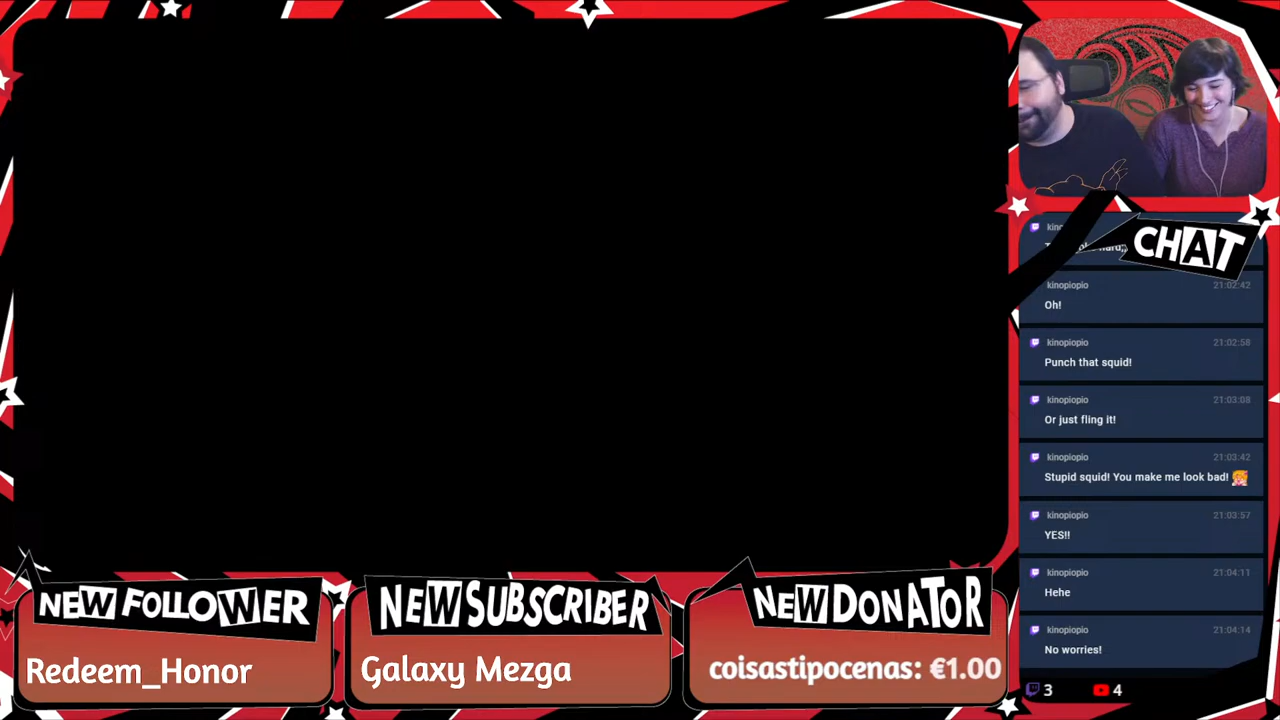 CHAT
kinopiopio 21:02:42
Oh!
kinopiopio 21:02:58
Punch that squid!
kinopiopio 21:03:08
Or just fling it!
kinopiopio 21:03:42
Stupid squid! You make me look bad!
kinopiopio 21:03:57
YES!!
kinopiopio 21:04:11
Hehe
kinopiopio 21:04:14
No worries!
3 4
NEW FOLLOWER
Redeem_Honor
NEW SUBSCRIBER
Galaxy Mezga
NEW DONATOR
coisastipocenas: €1.00